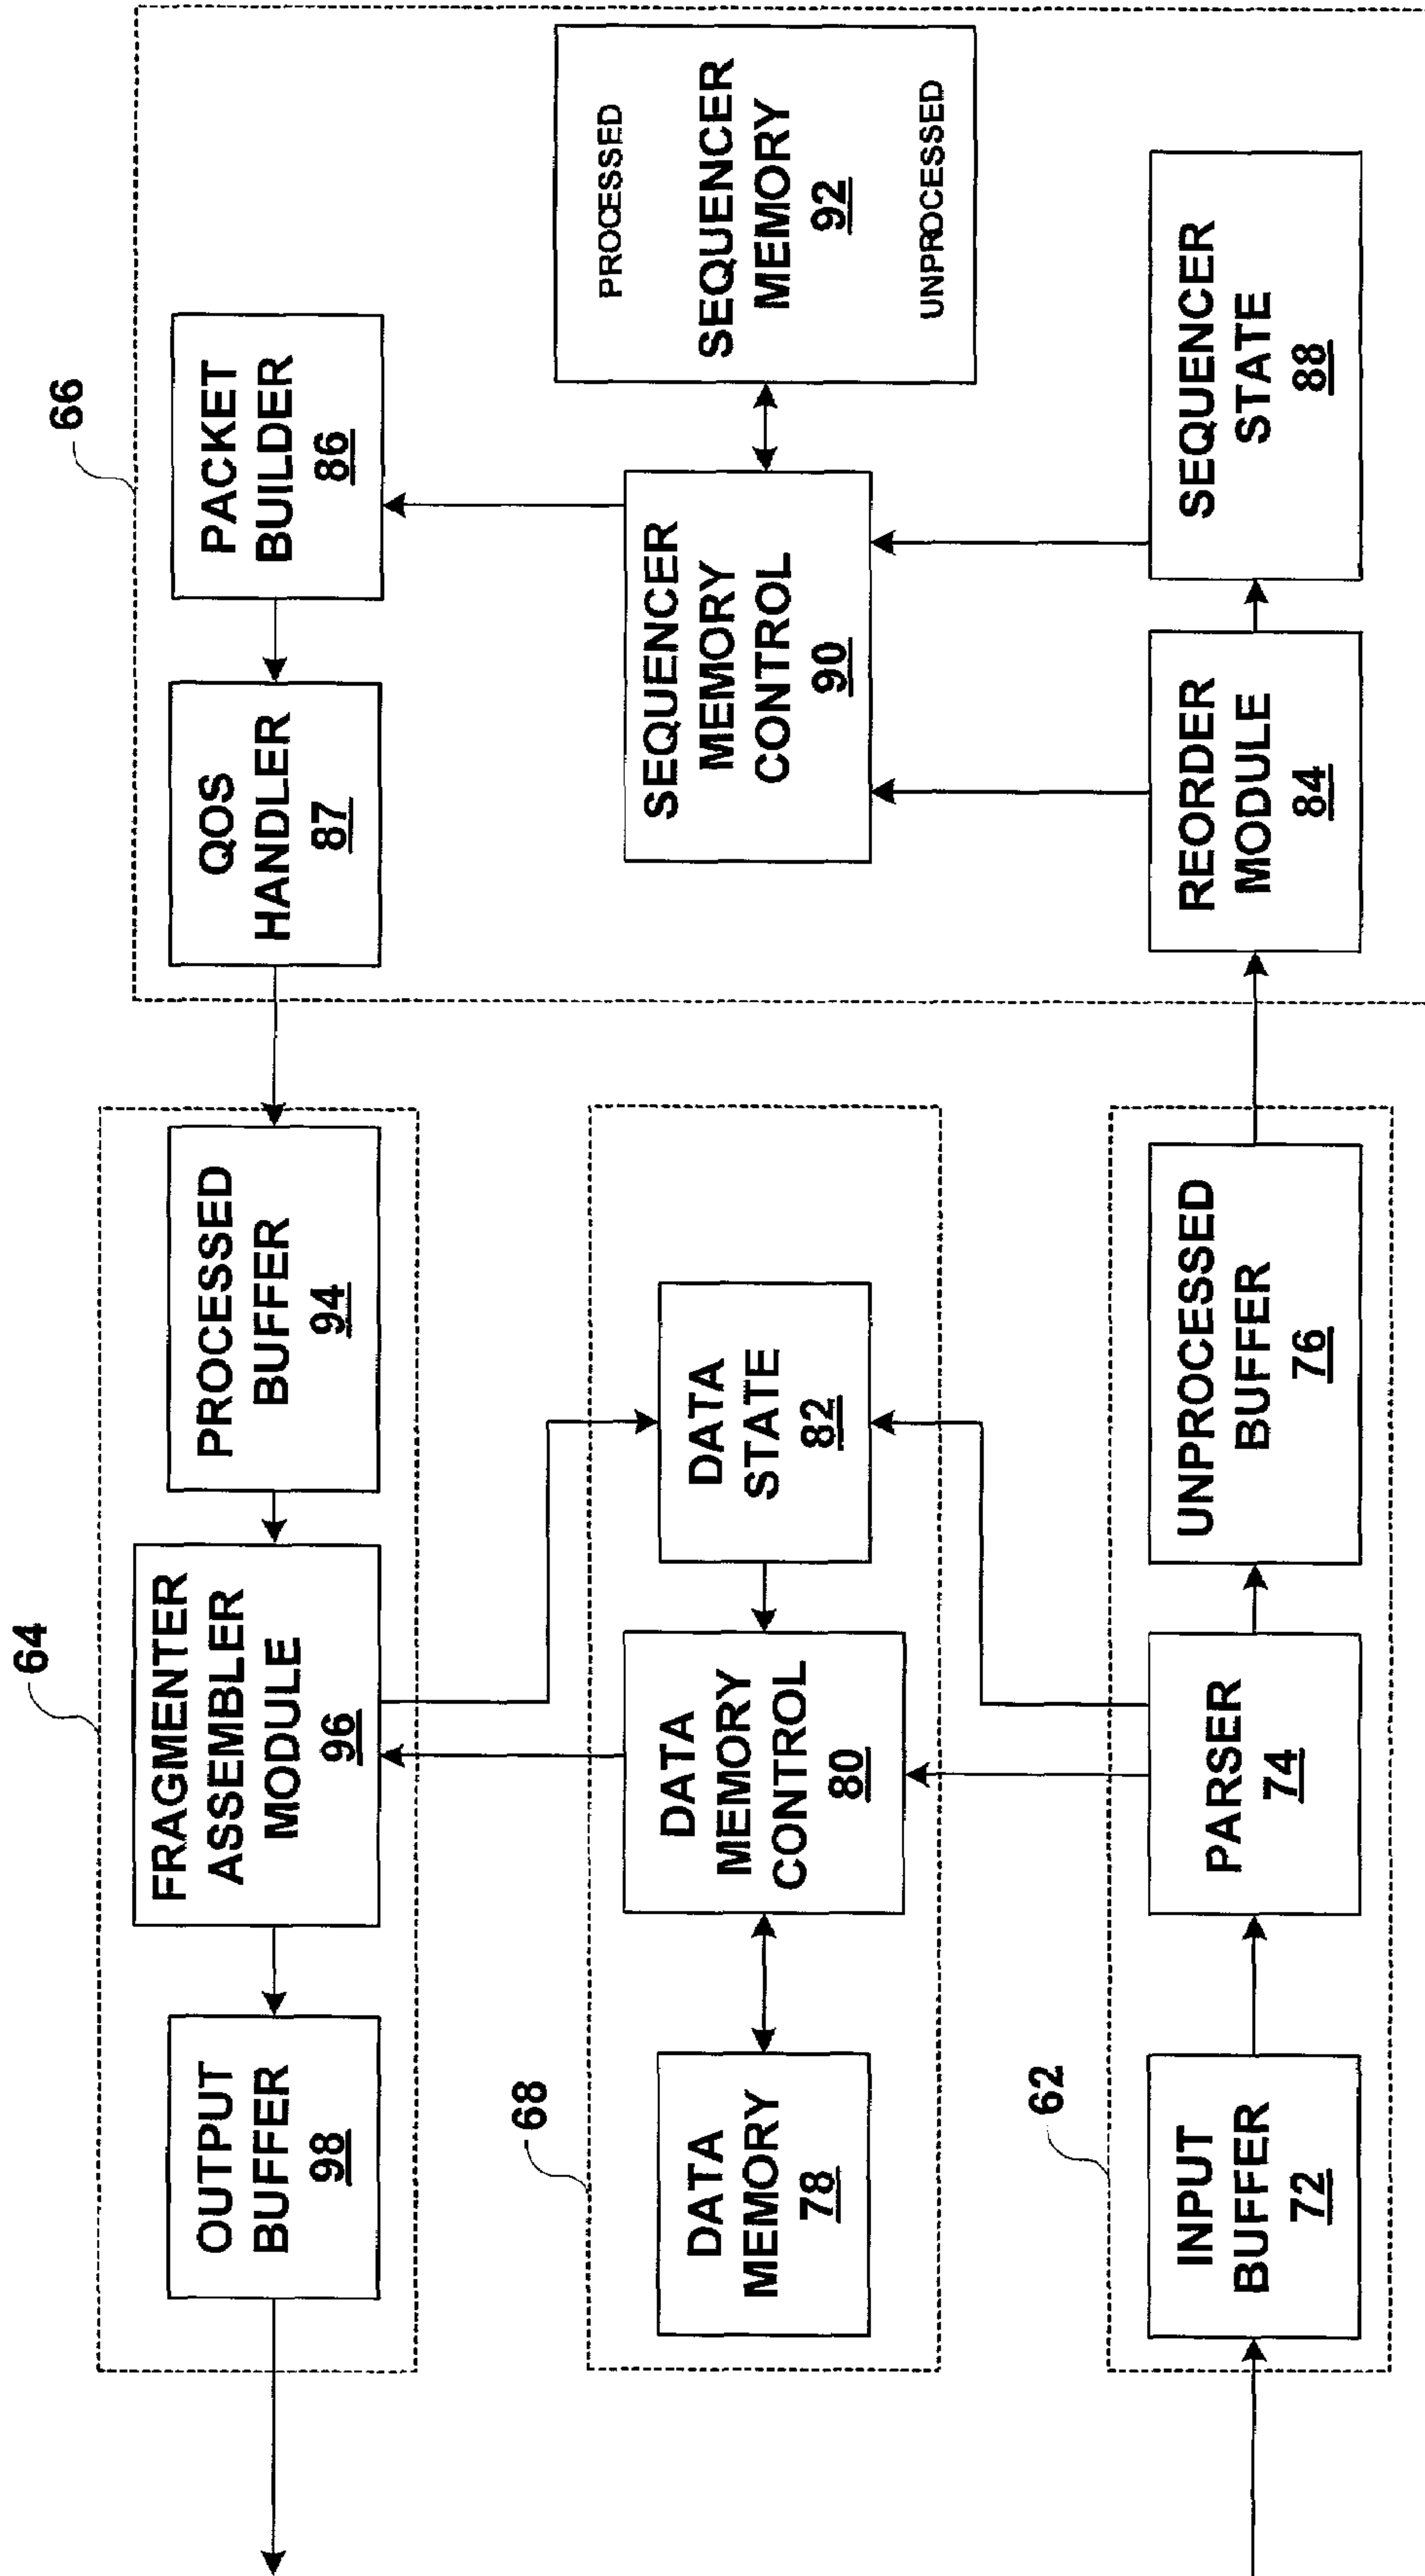 64
OUTPUT
BUFFER
98
FRAGMENTER
ASSEMBLER
MODULE
96
PROCESSED
BUFFER
94
66
QOS
HANDLER
87
PACKET
BUILDER
86
68
DATA
MEMORY
78
DATA
MEMORY
CONTROL
80
DATA
STATE
82
SEQUENCER
MEMORY
CONTROL
90
PROCESSED
SEQUENCER
MEMORY
92
UNPROCESSED
62
INPUT
BUFFER
72
PARSER
74
UNPROCESSED
BUFFER
76
REORDER
MODULE
84
SEQUENCER
STATE
88